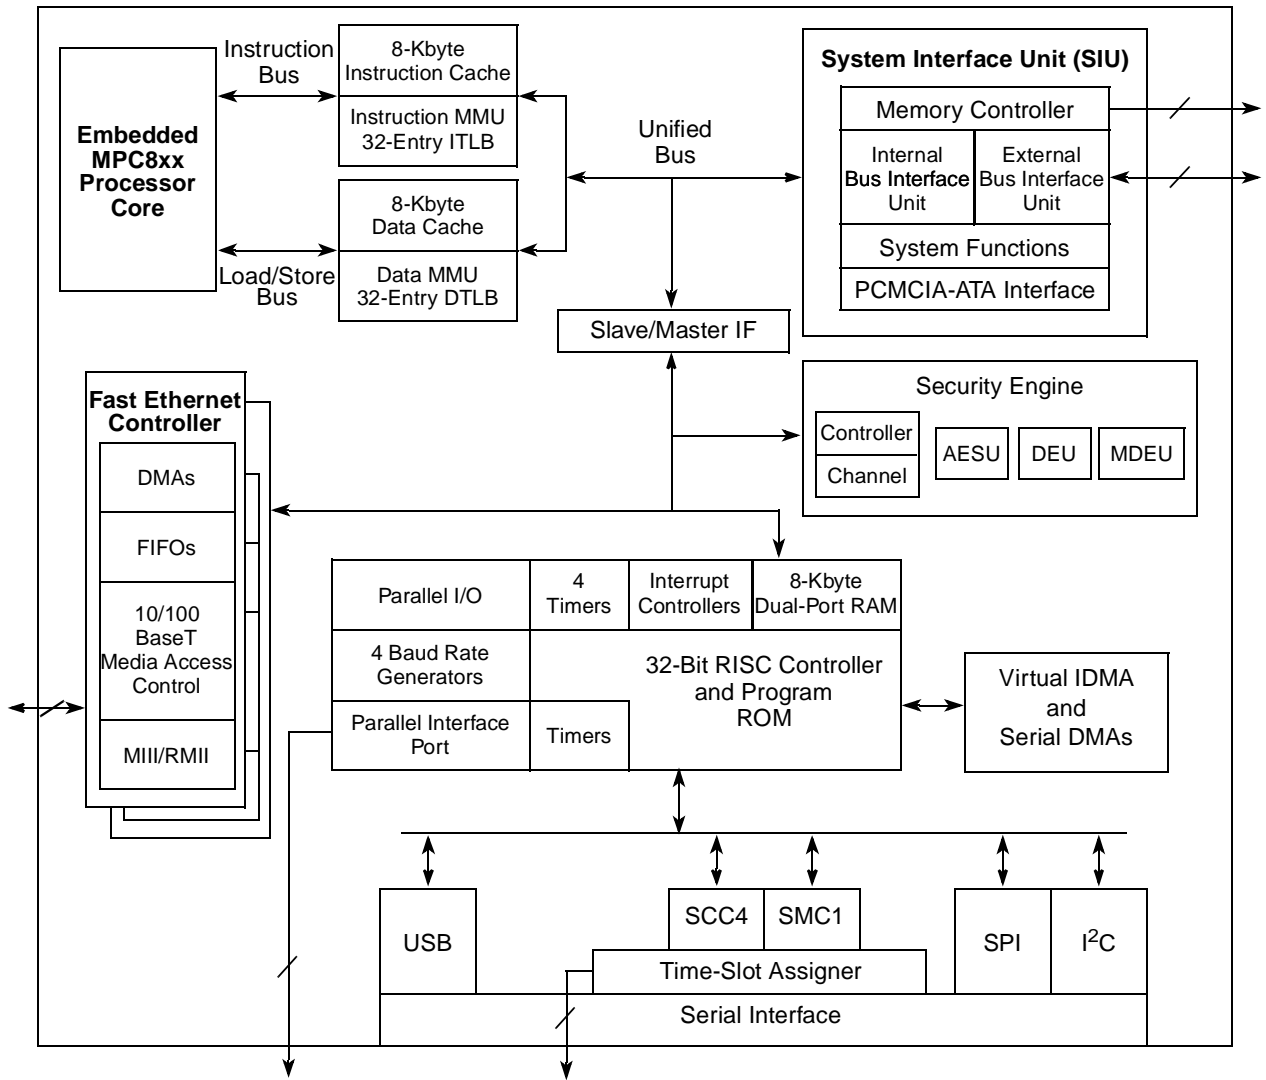 Instruction
Bus
8-Kbyte
Instruction Cache
Instruction MMU
32-Entry ITLB
Embedded
MPC8xx
Processor
Core
8-Kbyte
Data Cache
Data MMU
32-Entry DTLB
Load/Store
Bus
Unified
Bus
System Interface Unit (SIU)
Memory Controller
Internal
Bus Interface
Unit
External
Bus Interface
Unit
System Functions
PCMCIA-ATA Interface
Slave/Master IF
Security Engine
Controller
Channel
AESU
DEU
MDEU
Fast Ethernet
Controller
DMAs
FIFOs
10/100
BaseT
Media Access
Control
MIII/RMII
Parallel I/O
4
Timers
Interrupt
Controllers
8-Kbyte
Dual-Port RAM
4 Baud Rate
Generators
32-Bit RISC Controller
and Program
ROM
Parallel Interface
Port
Timers
Virtual IDMA
and
Serial DMAs
USB
SCC4
SMC1
SPI
I²C
Time-Slot Assigner
Serial Interface